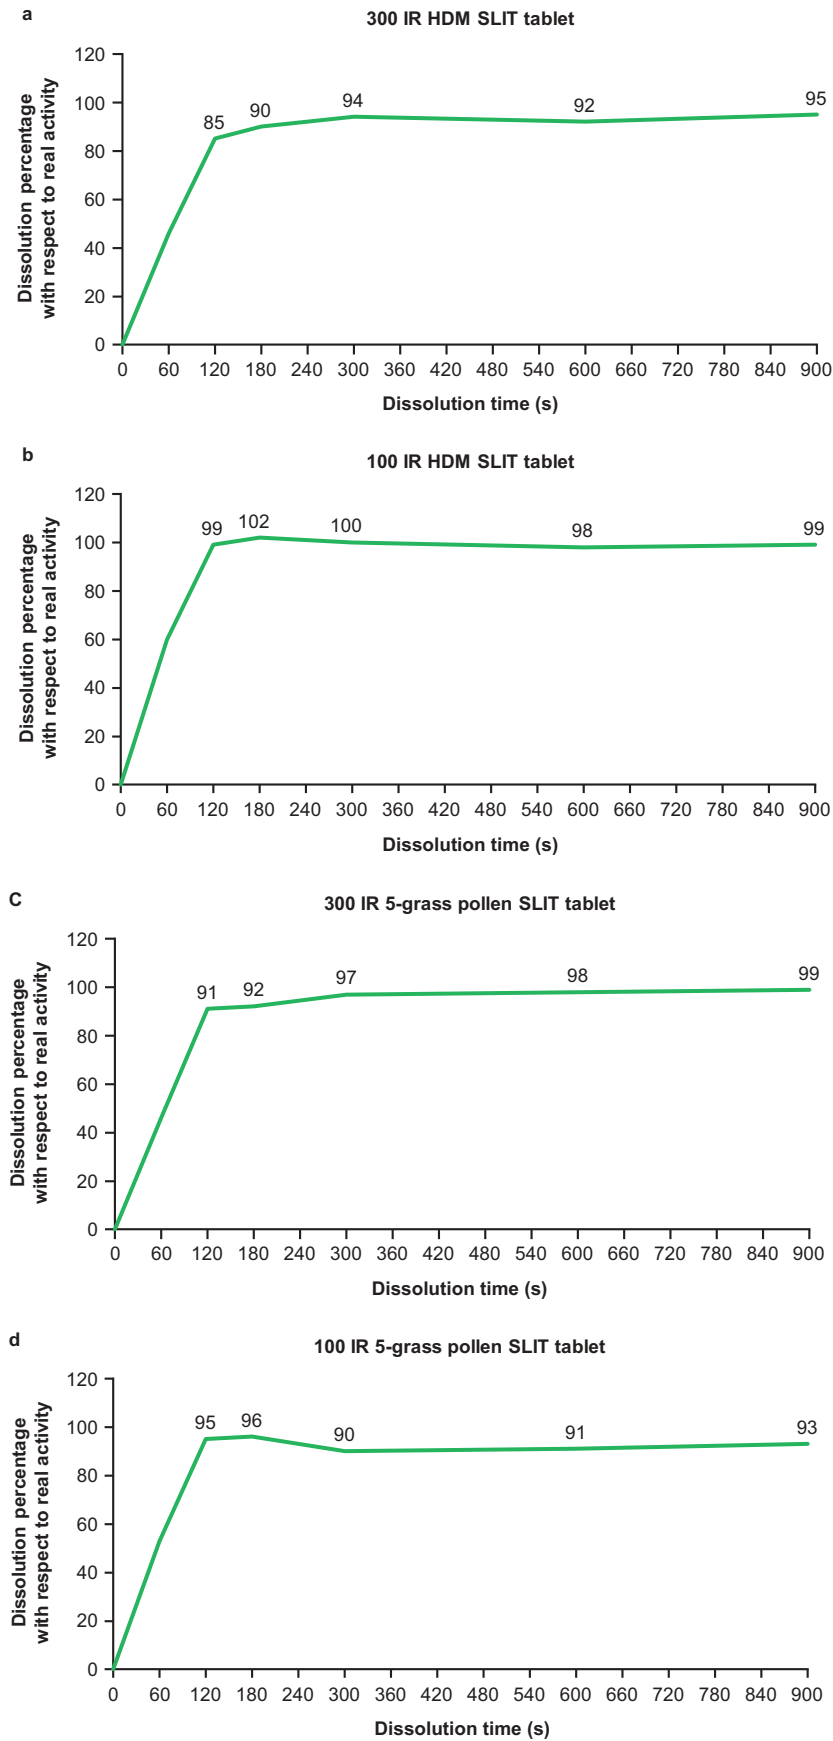 a
300 IR HDM SLIT tablet
Dissolution percentage
with respect to real activity
120
100
80
60
40
20
0
85
90
94
92
95
0 60 120 180 240 300 360 420 480 540 600 660 720 780 840 900
Dissolution time (s)
b
100 IR HDM SLIT tablet
Dissolution percentage
with respect to real activity
120
100
80
60
40
20
0
99
102
100
98
99
0 60 120 180 240 300 360 420 480 540 600 660 720 780 840 900
Dissolution time (s)
C
300 IR 5-grass pollen SLIT tablet
Dissolution percentage
with respect to real activity
120
100
80
60
40
20
0
91
92
97
98
99
0 60 120 180 240 300 360 420 480 540 600 660 720 780 840 900
Dissolution time (s)
d
100 IR 5-grass pollen SLIT tablet
Dissolution percentage
with respect to real activity
120
100
80
60
40
20
0
95
96
90
91
93
0 60 120 180 240 300 360 420 480 540 600 660 720 780 840 900
Dissolution time (s)